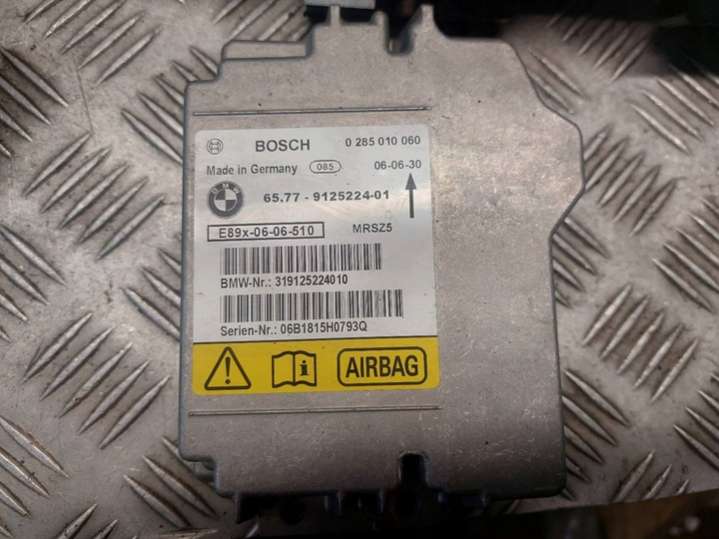 BOSCH 0 285 010 060
Made in Germany 085 06-06-30
BMW 65.77 - 9125224-01
E89x-06-06-510 MRSZ5
BMW-Nr.: 319125224010
Serien-Nr.: 06B1815H0793Q
AIRBAG